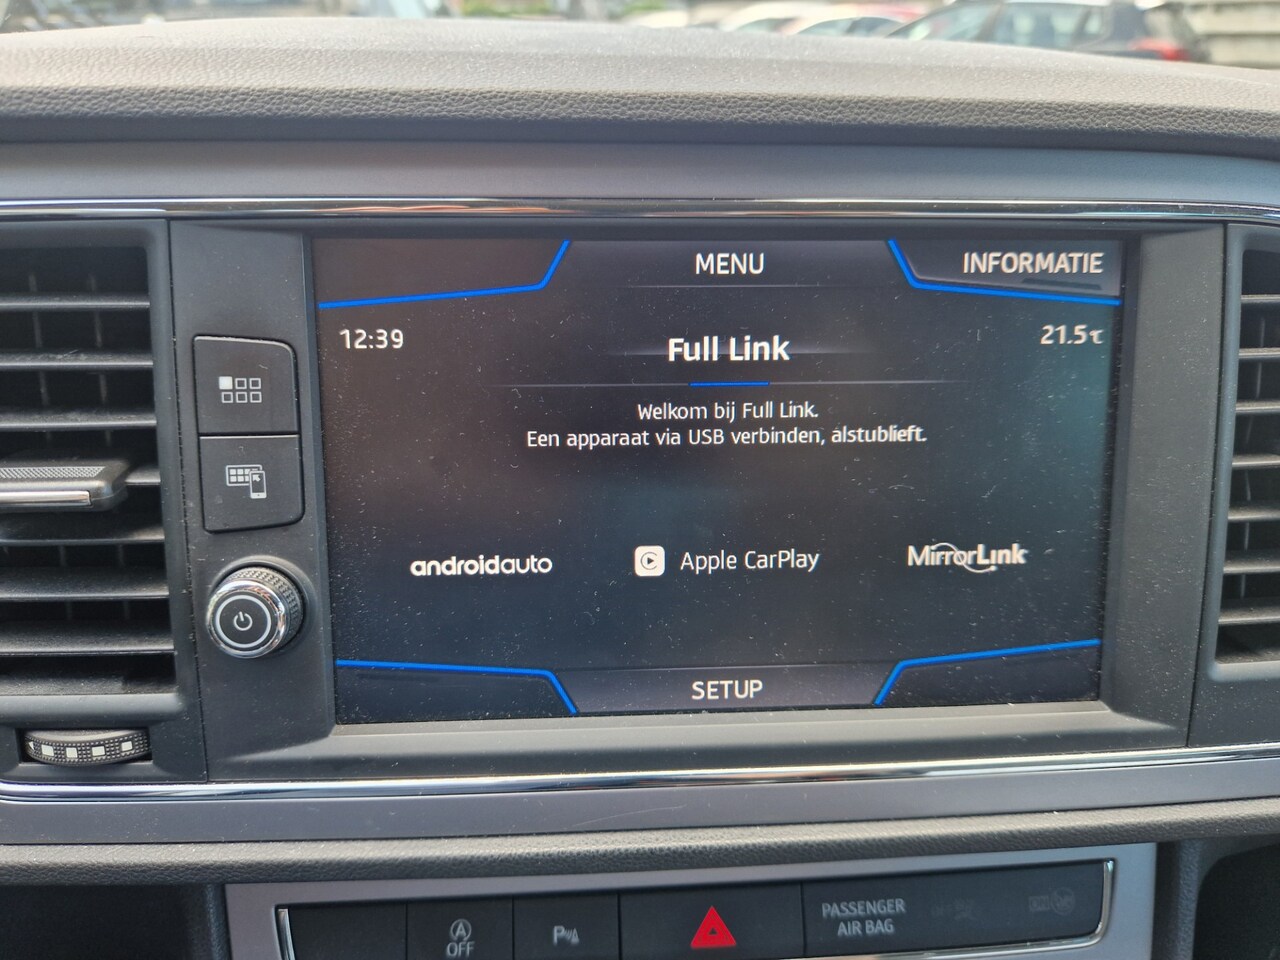 MENU
INFORMATIE
12:39
21.5℃
Full Link
Welkom bij Full Link.
Een apparaat via USB verbinden, alstublieft.
androidauto
Apple CarPlay
MirrorLink
SETUP
A
OFF
P
PASSENGER
AIR BAG